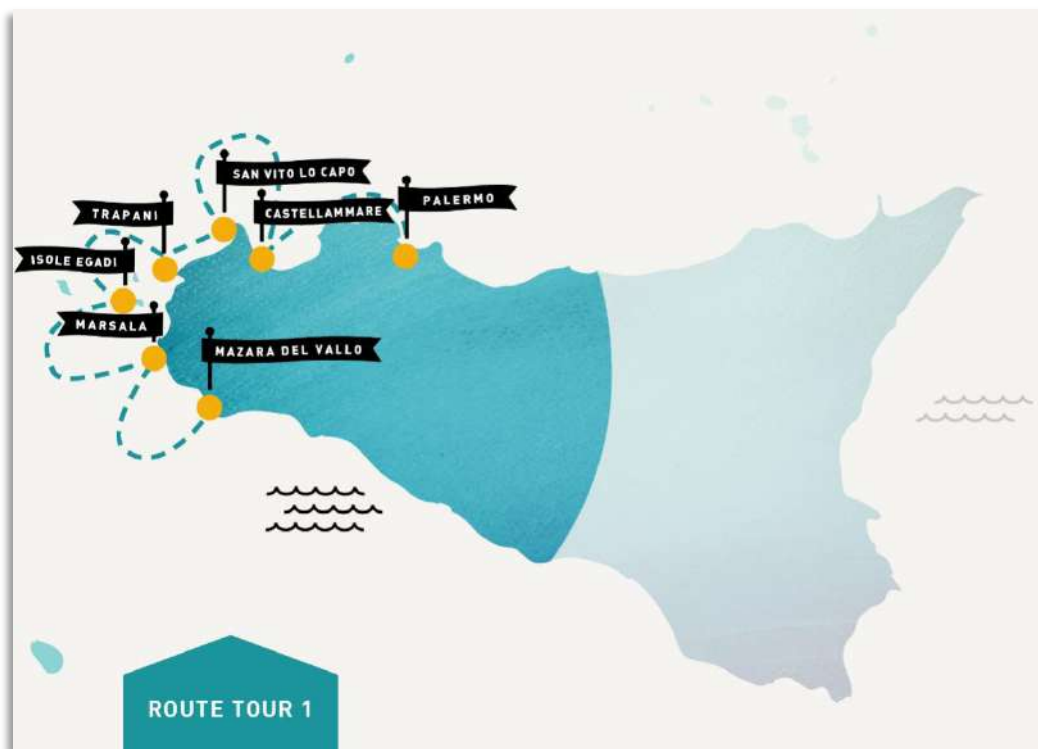 SAN VITO LO CAPO
TRAPANI
CASTELLAMMARE
PALERMO
ISOLE EGADI
MARSALA
MAZARA DEL VALLO
ROUTE TOUR 1